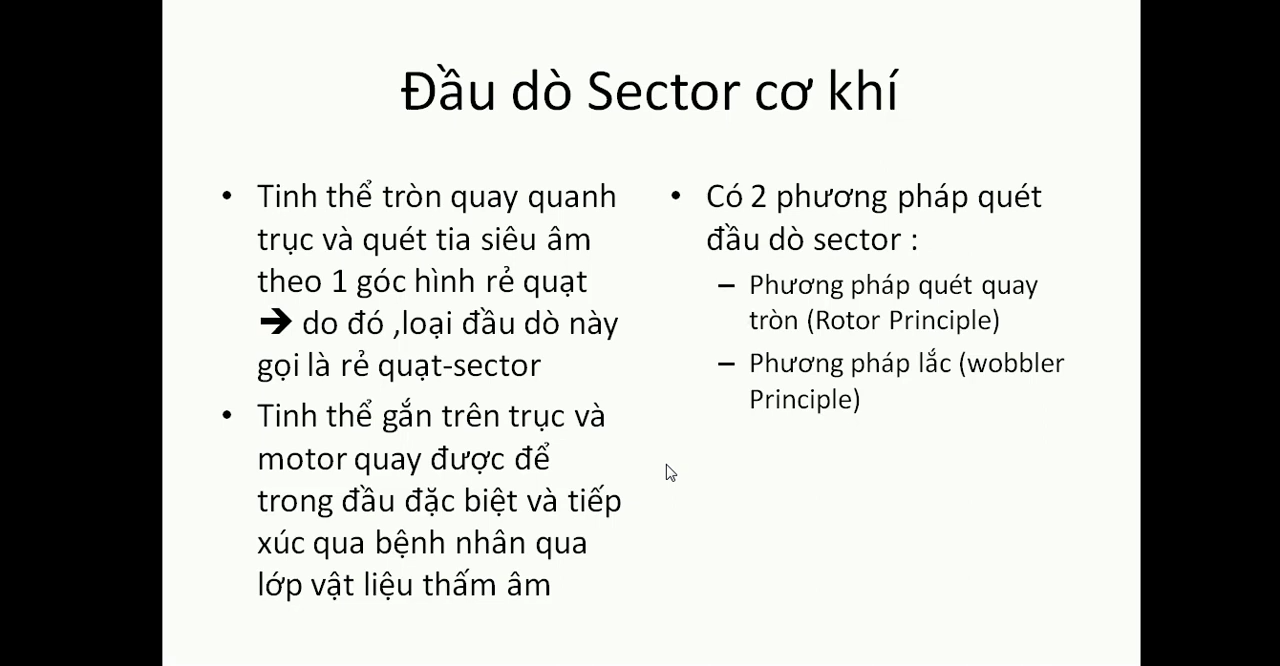 Đầu dò Sector cơ khí
• Tinh thể tròn quay quanh
trục và quét tia siêu âm
theo 1 góc hình rẻ quạt
➔ do đó ,loại đầu dò này
gọi là rẻ quạt-sector
• Tinh thể gắn trên trục và
motor quay được để
trong đầu đặc biệt và tiếp
xúc qua bệnh nhân qua
lớp vật liệu thấm âm
• Có 2 phương pháp quét
đầu dò sector :
– Phương pháp quét quay
tròn (Rotor Principle)
– Phương pháp lắc (wobbler
Principle)